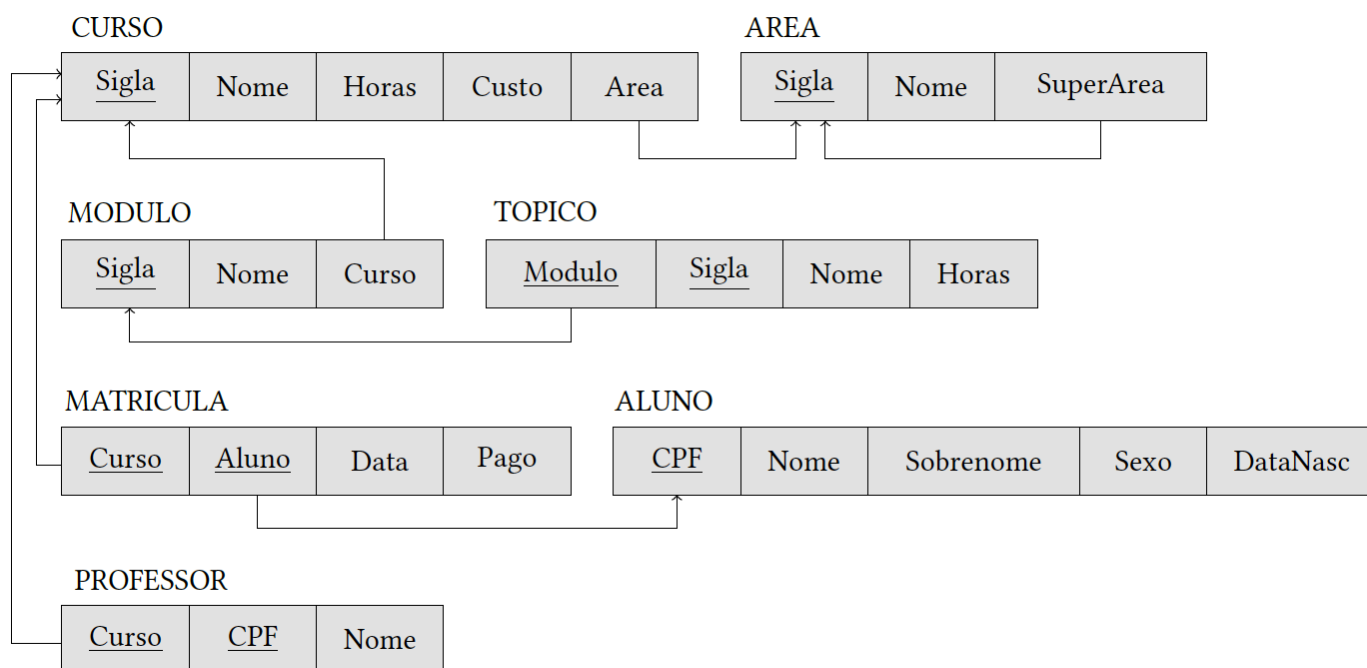 CURSO AREA
Sigla Nome Horas Custo Area Sigla Nome SuperArea
MODULO TOPICO
Sigla Nome Curso Modulo Sigla Nome Horas
MATRICULA ALUNO
Curso Aluno Data Pago CPF Nome Sobrenome Sexo DataNasc
PROFESSOR
Curso CPF Nome